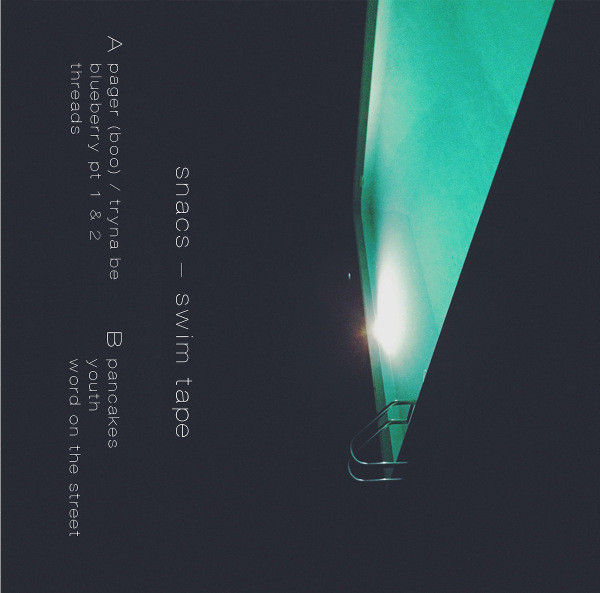 snacs – swim tape
A pager (boo) / tryna be
blueberry pt 1 & 2
threads
B pancakes
youth
word on the street